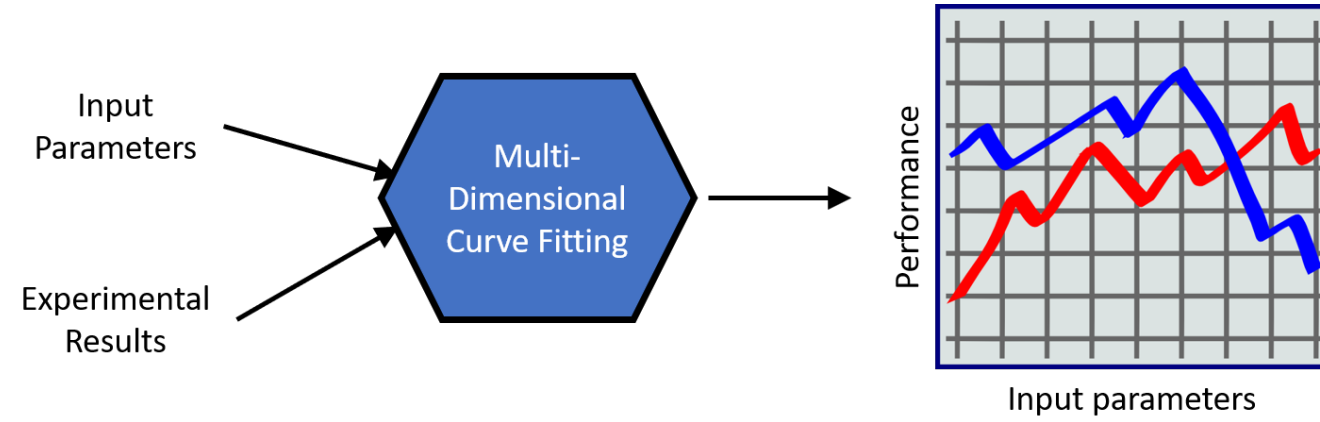 Input
Parameters
Experimental
Results
Multi-
Dimensional
Curve Fitting
Performance
Input parameters